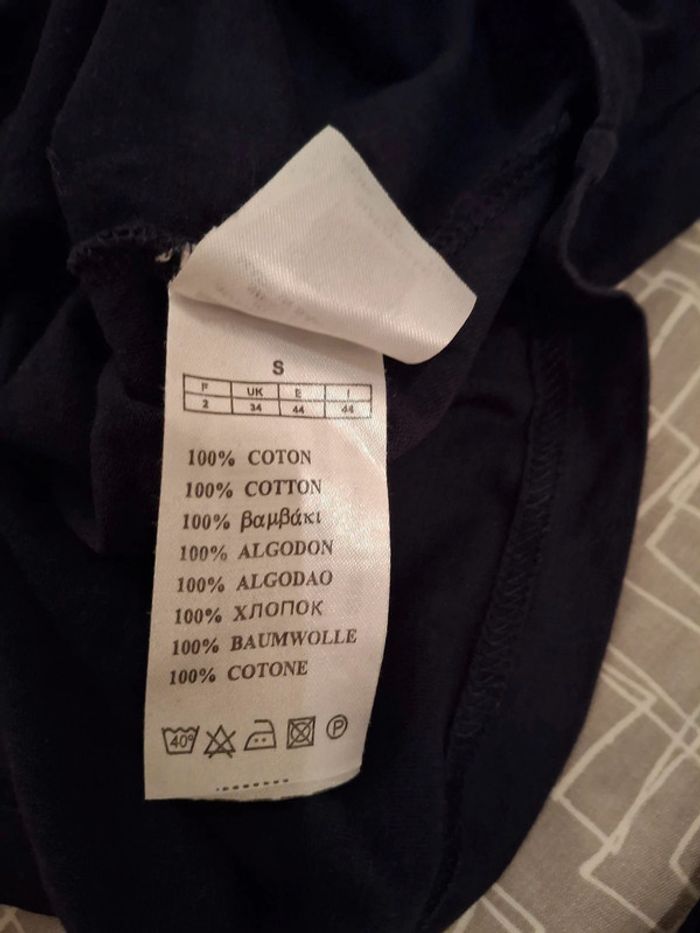 S
F UK E I
2 34 44 44
100% COTON
100% COTTON
100% βαμβάκι
100% ALGODON
100% ALGODAO
100% ХЛОПОК
100% BAUMWOLLE
100% COTONE
40° P